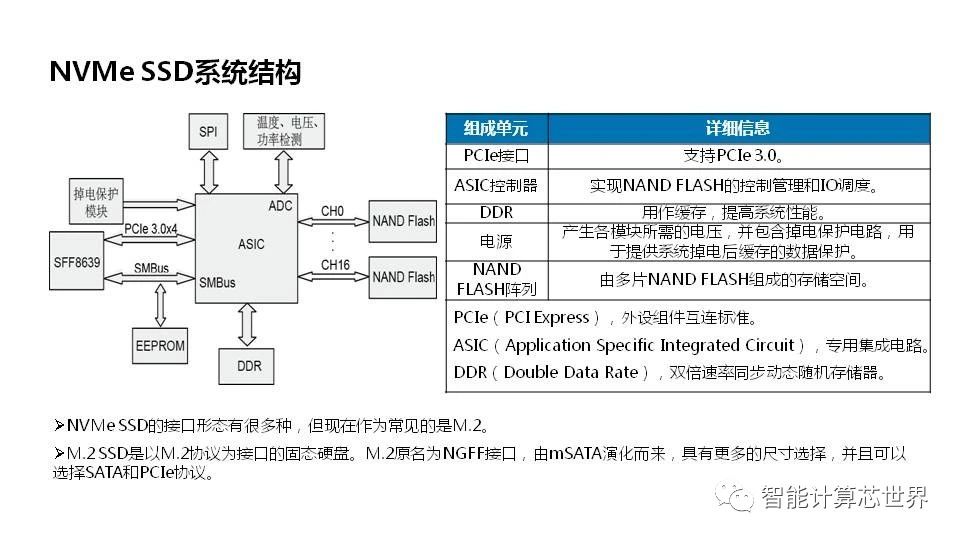 NVMe SSD系统结构
SPI
温度、电压、
功率检测
掉电保护
模块
ADC
CH0
NAND Flash
PCIe 3.0x4
ASIC
SFF8639
SMBus
SMBus
CH16
NAND Flash
EEPROM
DDR
组成单元 详细信息
PCIe接口 支持PCIe 3.0。
ASIC控制器 实现NAND FLASH的控制管理和IO调度。
DDR 用作缓存，提高系统性能。
电源 产生各模块所需的电压，并包含掉电保护电路，用
于提供系统掉电后缓存的数据保护。
NAND
FLASH阵列 由多片NAND FLASH组成的存储空间。
PCIe（PCI Express），外设组件互连标准。
ASIC（Application Specific Integrated Circuit），专用集成电路。
DDR（Double Data Rate），双倍速率同步动态随机存储器。
➢NVMe SSD的接口形态有很多种，但现在作为常见的是M.2。
➢M.2 SSD是以M.2协议为接口的固态硬盘。M.2原名为NGFF接口，由mSATA演化而来，具有更多的尺寸选择，并且可以
选择SATA和PCIe协议。
智能计算芯世界